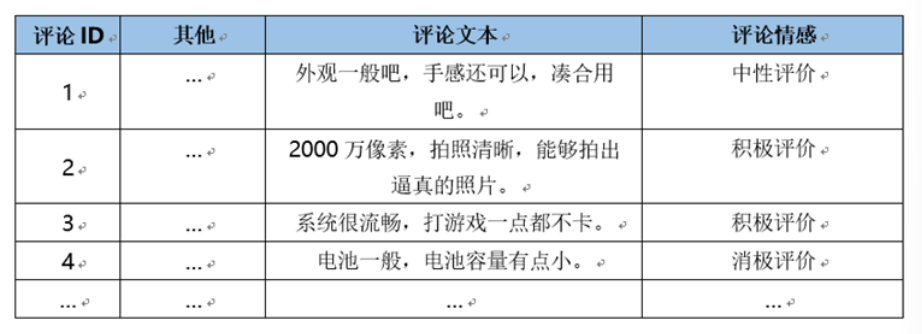 评论 ID 其他 评论文本 评论情感
1 … 外观一般吧，手感还可以，凑合用 中性评价
吧。
2 … 2000 万像素，拍照清晰，能够拍出 积极评价
逼真的照片。
3 … 系统很流畅，打游戏一点都不卡。 积极评价
4 … 电池一般，电池容量有点小。 消极评价
… … … …